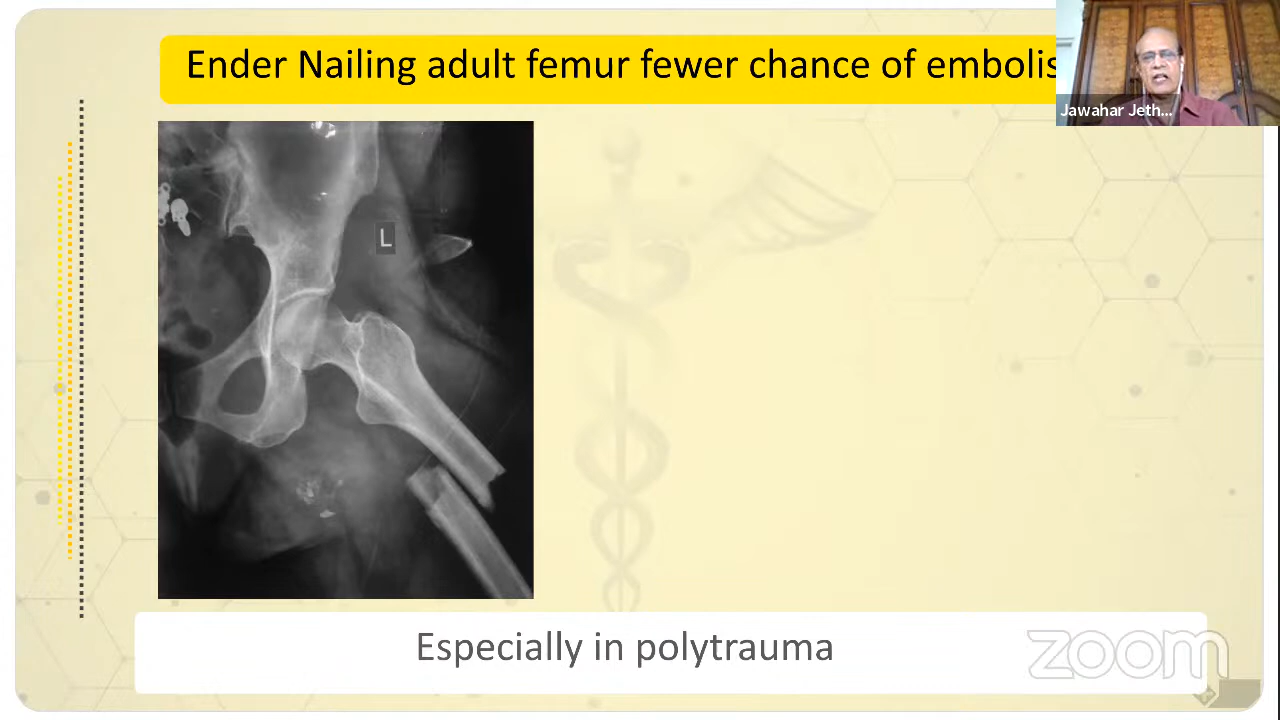 Ender Nailing adult femur fewer chance of embolis
Jawahar Jeth...
L
Especially in polytrauma
zoom